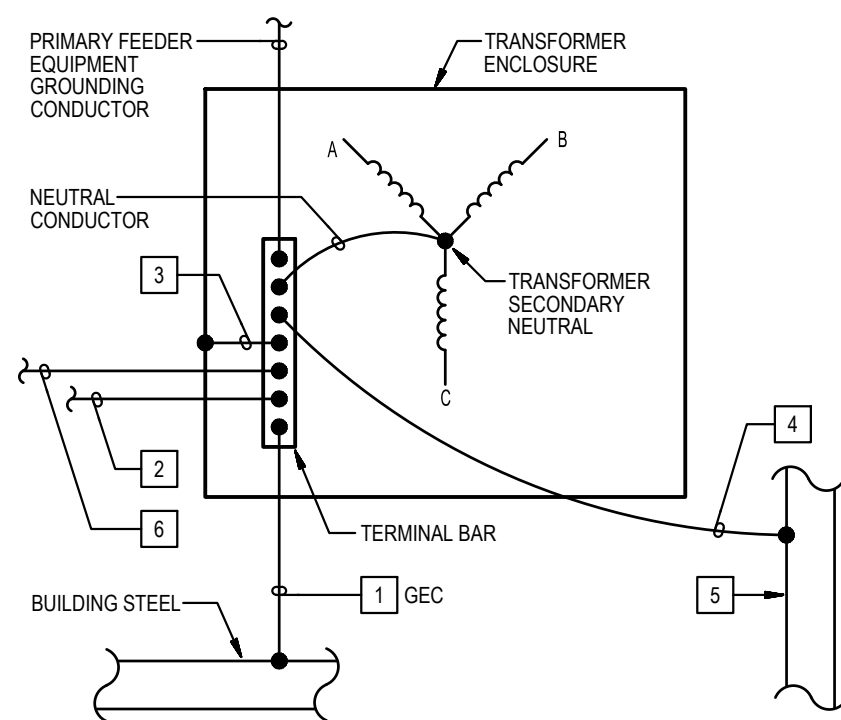 PRIMARY FEEDER
EQUIPMENT
GROUNDING
CONDUCTOR
TRANSFORMER
ENCLOSURE
A
B
NEUTRAL
CONDUCTOR
3
TRANSFORMER
SECONDARY
NEUTRAL
C
4
2
6
TERMINAL BAR
1 GEC
5
BUILDING STEEL